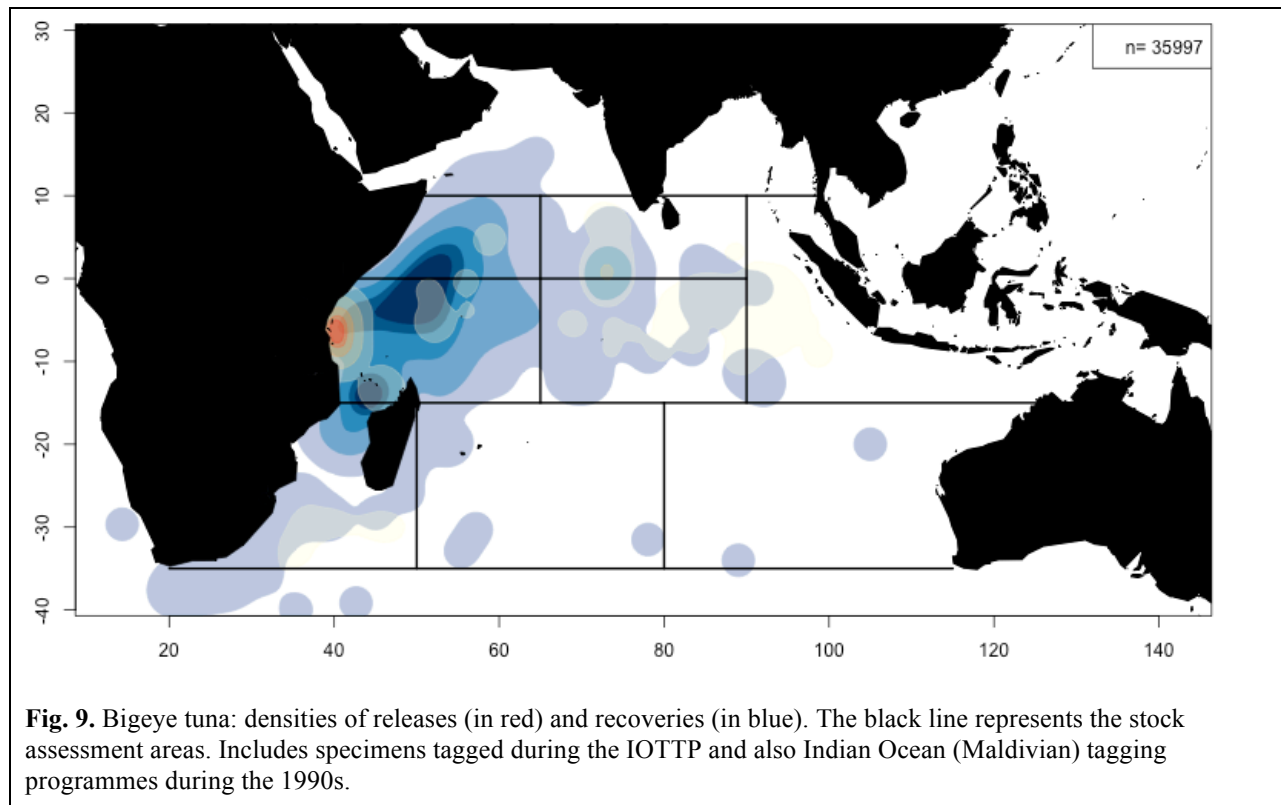 30
20
10
0
-10
-20
-30
-40
n= 35997
20 40 60 80 100 120 140
Fig. 9. Bigeye tuna: densities of releases (in red) and recoveries (in blue). The black line represents the stock
assessment areas. Includes specimens tagged during the IOTTP and also Indian Ocean (Maldivian) tagging
programmes during the 1990s.